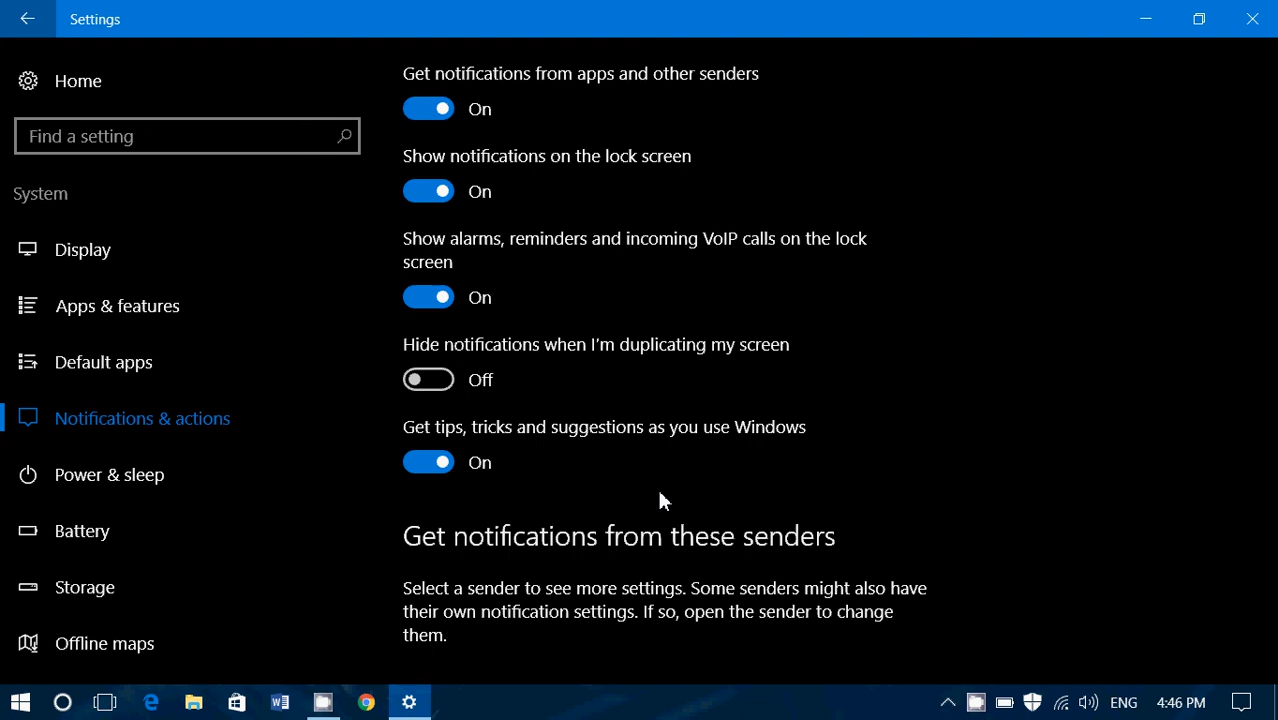 Settings
Home
Find a setting
System
Display
Apps & features
Default apps
Notifications & actions
Power & sleep
Battery
Storage
Offline maps
Get notifications from apps and other senders
On
Show notifications on the lock screen
On
Show alarms, reminders and incoming VoIP calls on the lock
screen
On
Hide notifications when I'm duplicating my screen
Off
Get tips, tricks and suggestions as you use Windows
On
Get notifications from these senders
Select a sender to see more settings. Some senders might also have
their own notification settings. If so, open the sender to change
them.
ENG
4:46 PM